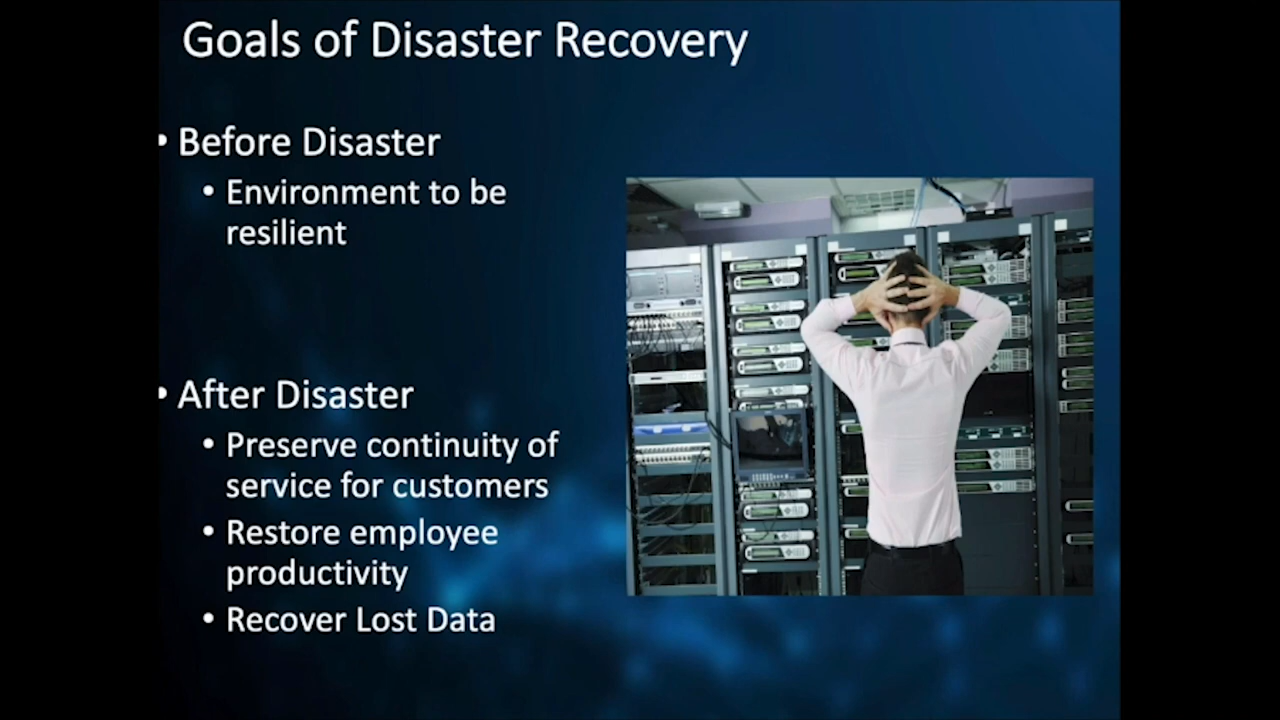 Goals of Disaster Recovery
• Before Disaster
• Environment to be
resilient
• After Disaster
• Preserve continuity of
service for customers
• Restore employee
productivity
• Recover Lost Data